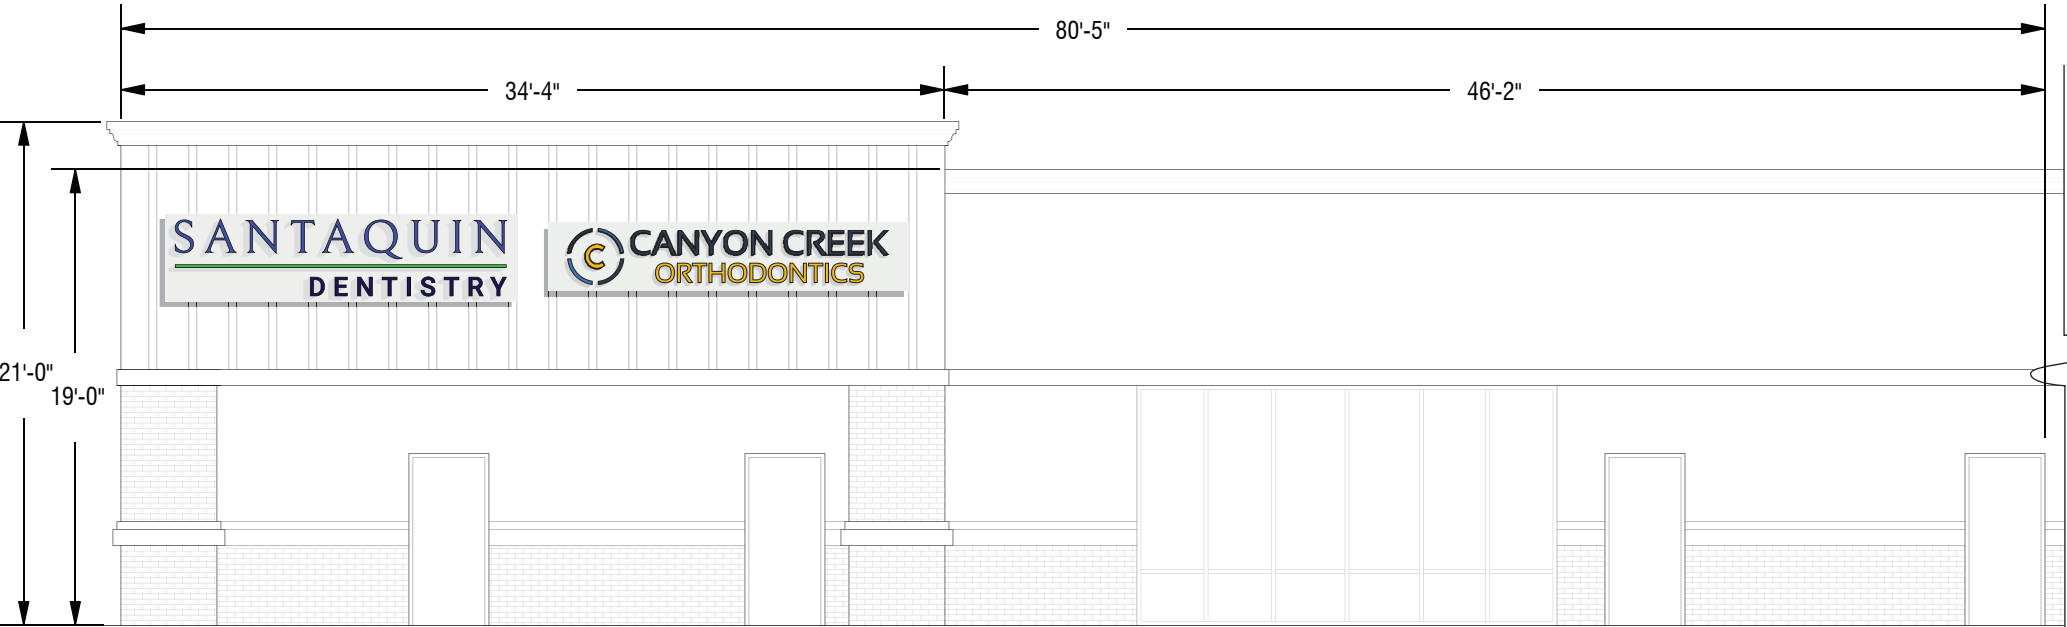 80'-5"
34'-4"
46'-2"
SANTAQUIN
DENTISTRY
C
CANYON CREEK
ORTHODONTICS
21'-0"
19'-0"